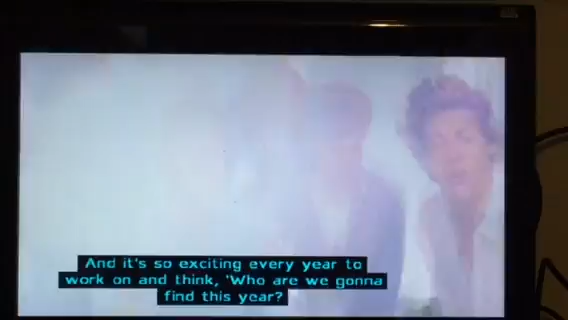 And it's so exciting every year to
work on and think, 'Who are we gonna
find this year?